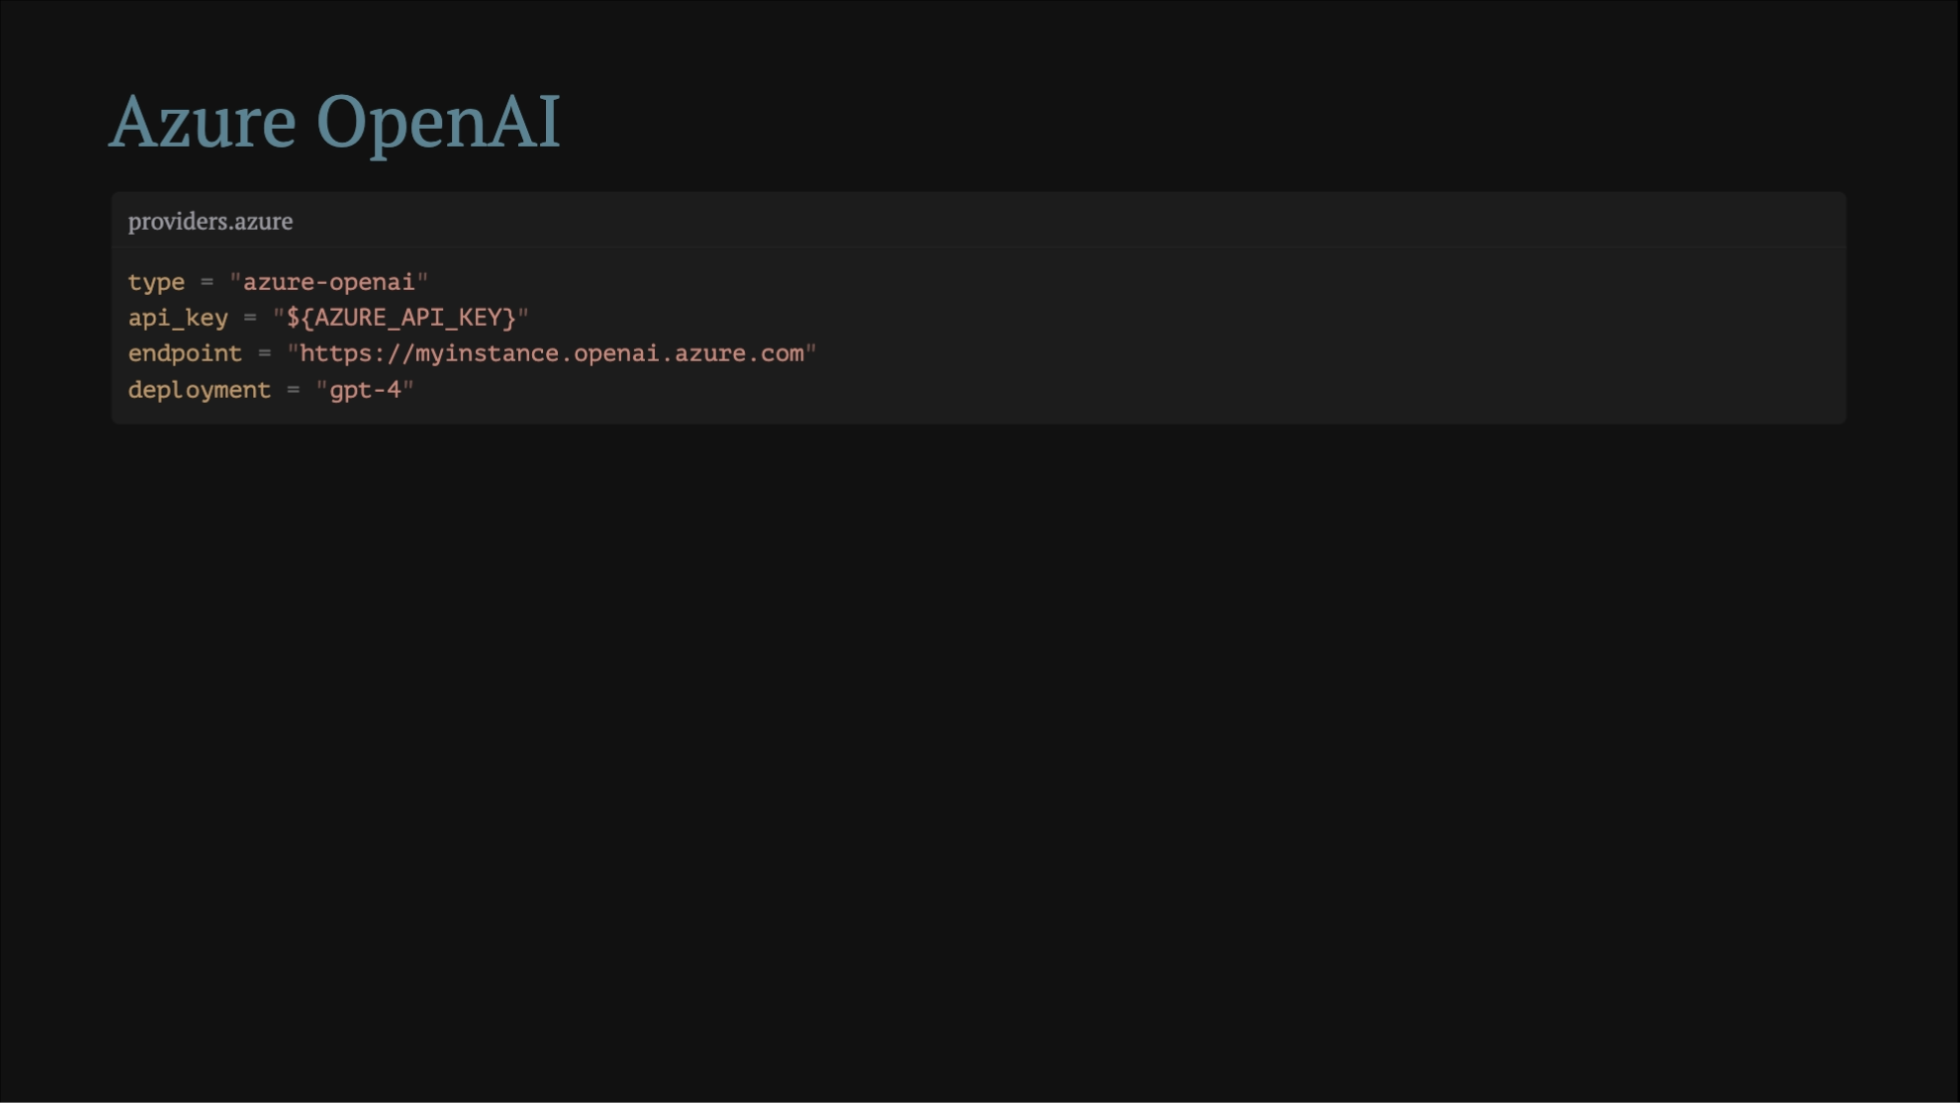 Azure OpenAI
providers.azure
type = "azure-openai"
api_key = "${AZURE_API_KEY}"
endpoint = "https://myinstance.openai.azure.com"
deployment = "gpt-4"